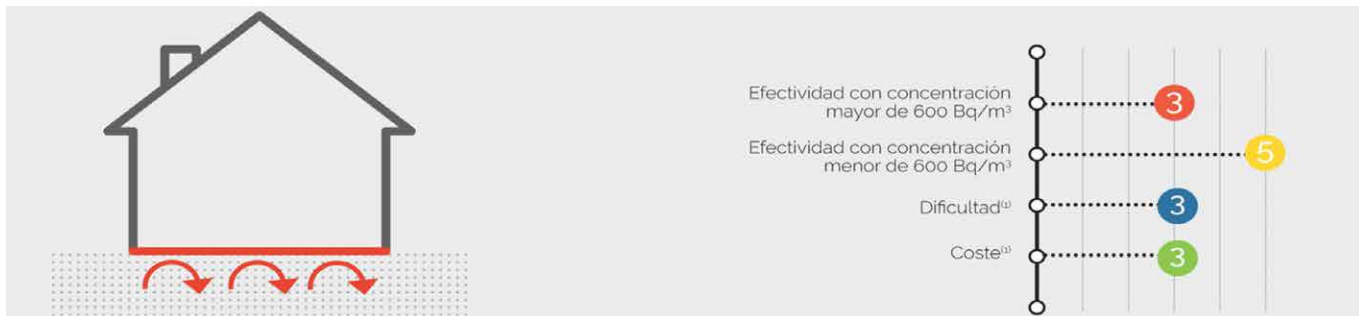 Efectividad con concentración
mayor de 600 Bq/m³
3
Efectividad con concentración
menor de 600 Bq/m³
5
Dificultad⁽¹⁾
3
Coste⁽¹⁾
3